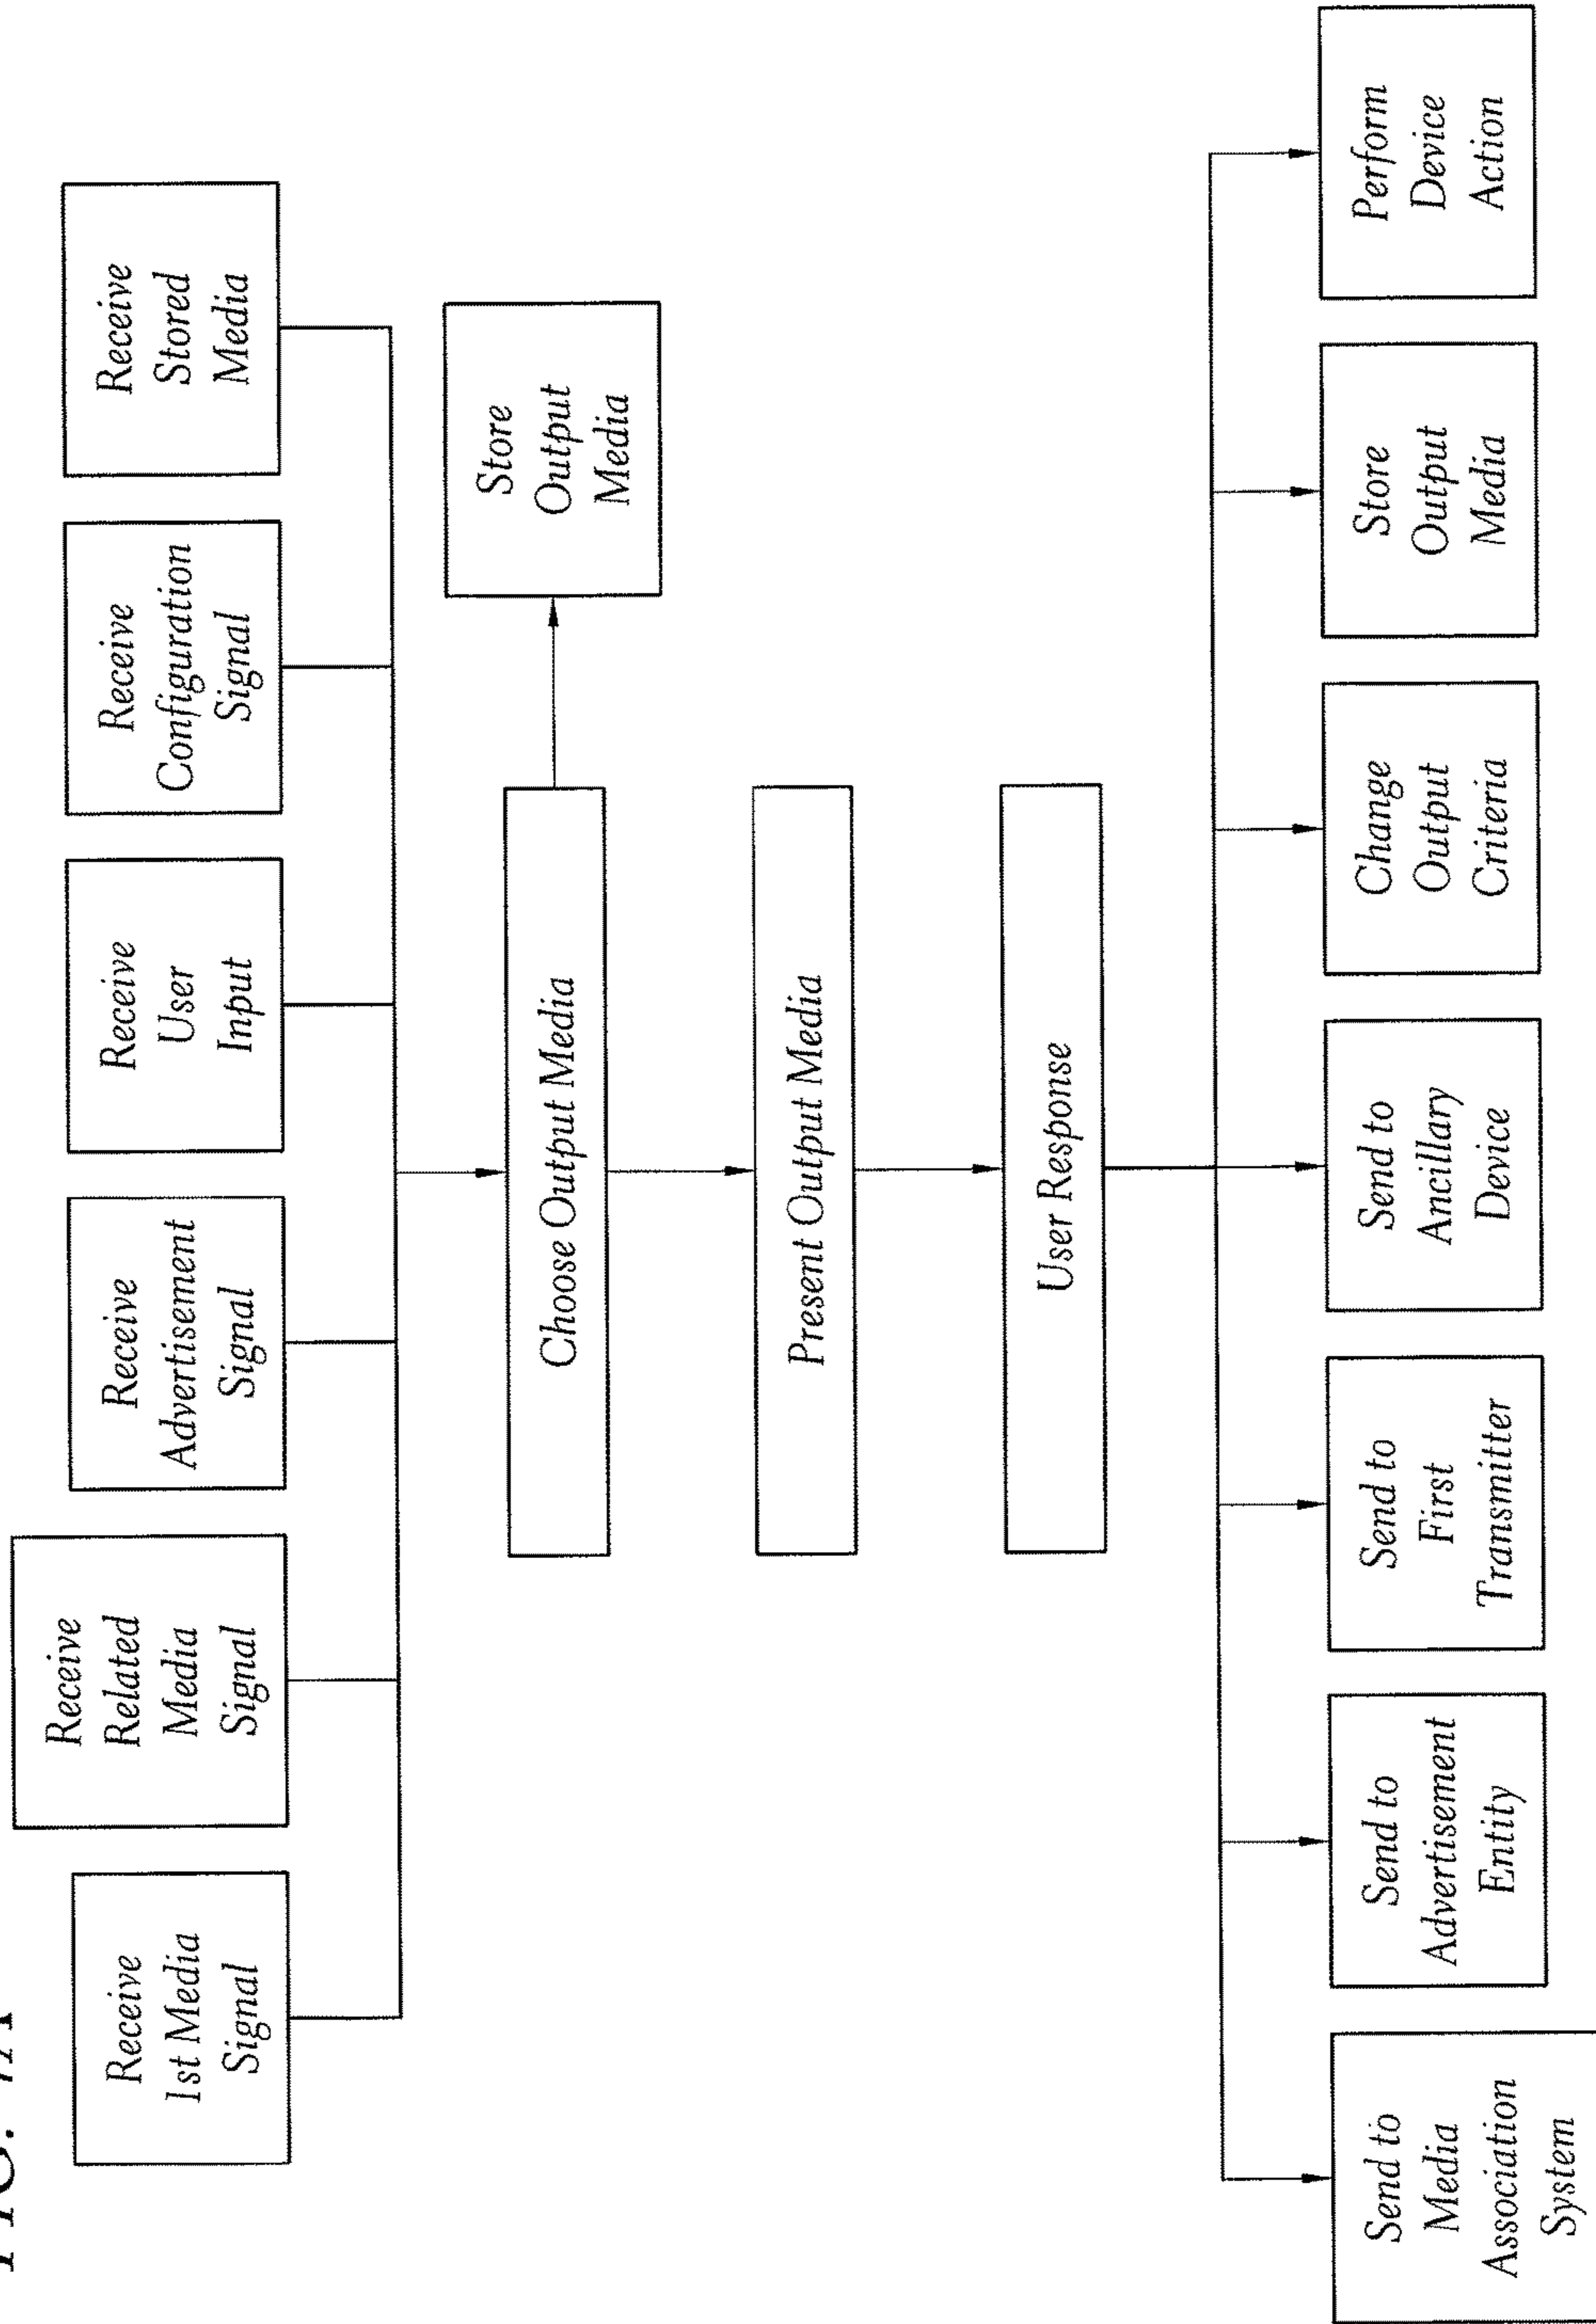 Receive
1st Media
Signal
Receive
Related
Media
Signal
Receive
Advertisement
Signal
Receive
User
Input
Receive
Configuration
Signal
Receive
Stored
Media
Choose Output Media
Store
Output
Media
Present Output Media
User Response
Send to
Media
Association
System
Send to
Advertisement
Entity
Send to
First
Transmitter
Send to
Ancillary
Device
Change
Output
Criteria
Store
Output
Media
Perform
Device
Action